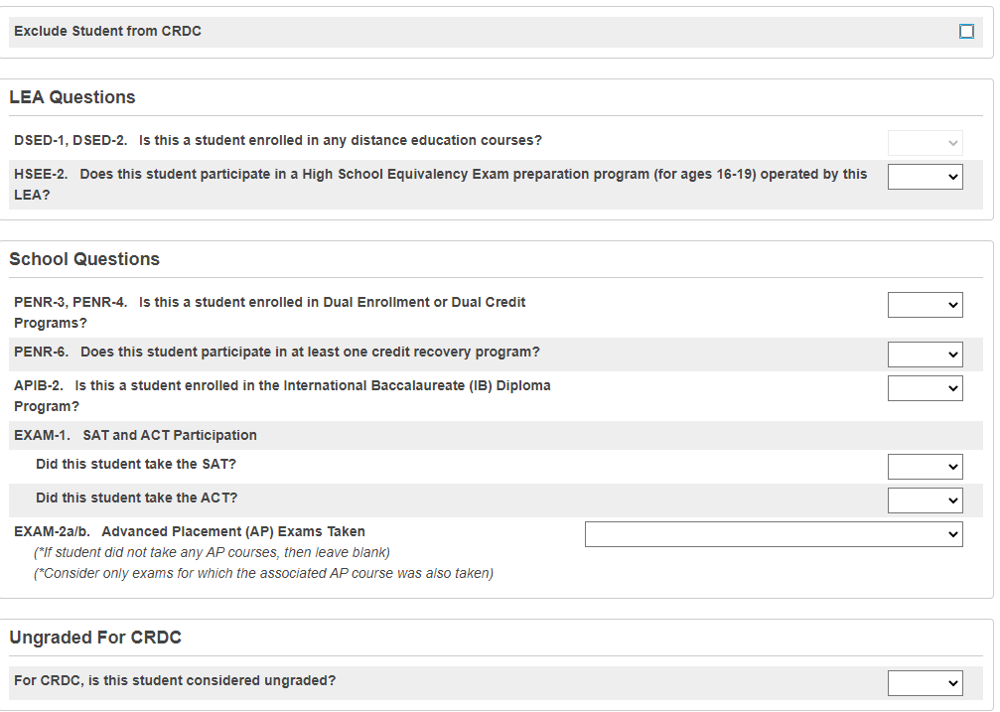 Exclude Student from CRDC
LEA Questions
DSED-1, DSED-2. Is this a student enrolled in any distance education courses?
HSEE-2. Does this student participate in a High School Equivalency Exam preparation program (for ages 16-19) operated by this
LEA?
School Questions
PENR-3, PENR-4. Is this a student enrolled in Dual Enrollment or Dual Credit
Programs?
PENR-6. Does this student participate in at least one credit recovery program?
APIB-2. Is this a student enrolled in the International Baccalaureate (IB) Diploma
Program?
EXAM-1. SAT and ACT Participation
Did this student take the SAT?
Did this student take the ACT?
EXAM-2a/b. Advanced Placement (AP) Exams Taken
(*If student did not take any AP courses, then leave blank)
(*Consider only exams for which the associated AP course was also taken)
Ungraded For CRDC
For CRDC, is this student considered ungraded?